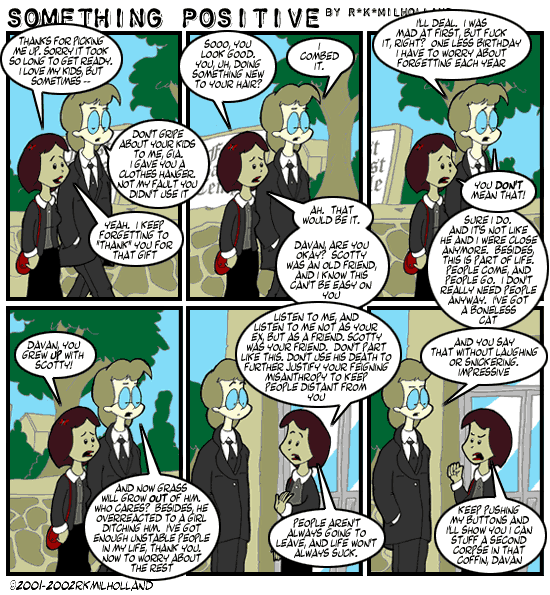 SOMETHING POSITIVE BY R*K*MILHOLLAND
THANKS FOR PICKING
ME UP. SORRY IT TOOK
SO LONG TO GET READY.
I LOVE MY KIDS, BUT
SOMETIMES --
DON'T GRIPE
ABOUT YOUR KIDS
TO ME, GIA.
I GAVE YOU A
CLOTHES HANGER.
NOT MY FAULT YOU
DIDN'T USE IT
YEAH. I KEEP
FORGETTING TO
"THANK" YOU FOR
THAT GIFT
SOOO, YOU
LOOK GOOD.
YOU, UH, DOING
SOMETHING NEW
TO YOUR HAIR?
I
COMBED
IT.
AH. THAT
WOULD BE IT.
DAVAN, ARE YOU
OKAY? SCOTTY
WAS AN OLD FRIEND,
AND I KNOW THIS
CAN'T BE EASY ON
YOU
I'LL DEAL. I WAS
MAD AT FIRST, BUT FUCK
IT, RIGHT? ONE LESS BIRTHDAY
I HAVE TO WORRY ABOUT
FORGETTING EACH YEAR
YOU DON'T
MEAN THAT!
SURE I DO.
AND IT'S NOT LIKE
HE AND I WERE CLOSE
ANYMORE. BESIDES,
THIS IS PART OF LIFE.
PEOPLE COME, AND
PEOPLE GO. I DON'T
REALLY NEED PEOPLE
ANYWAY. I'VE GOT
A BONELESS
CAT
DAVAN, YOU
GREW UP WITH
SCOTTY!
AND NOW GRASS
WILL GROW OUT OF HIM.
WHO CARES? BESIDES, HE
OVERREACTED TO A GIRL
DITCHING HIM. I'VE GOT
ENOUGH UNSTABLE PEOPLE
IN MY LIFE, THANK YOU.
NOW TO WORRY ABOUT
THE REST
LISTEN TO ME, AND
LISTEN TO ME NOT AS YOUR
EX, BUT AS A FRIEND. SCOTTY
WAS YOUR FRIEND. DON'T PART
LIKE THIS. DON'T USE HIS DEATH TO
FURTHER JUSTIFY YOUR FEIGNING
MISANTHROPY TO KEEP
PEOPLE DISTANT FROM
YOU
PEOPLE AREN'T
ALWAYS GOING TO
LEAVE, AND LIFE WON'T
ALWAYS SUCK.
AND YOU SAY
THAT WITHOUT LAUGHING
OR SNICKERING.
IMPRESSIVE
KEEP PUSHING
MY BUTTONS AND
I'LL SHOW YOU I CAN
STUFF A SECOND
CORPSE IN THAT
COFFIN, DAVAN
©2001-2002RKMILHOLLAND